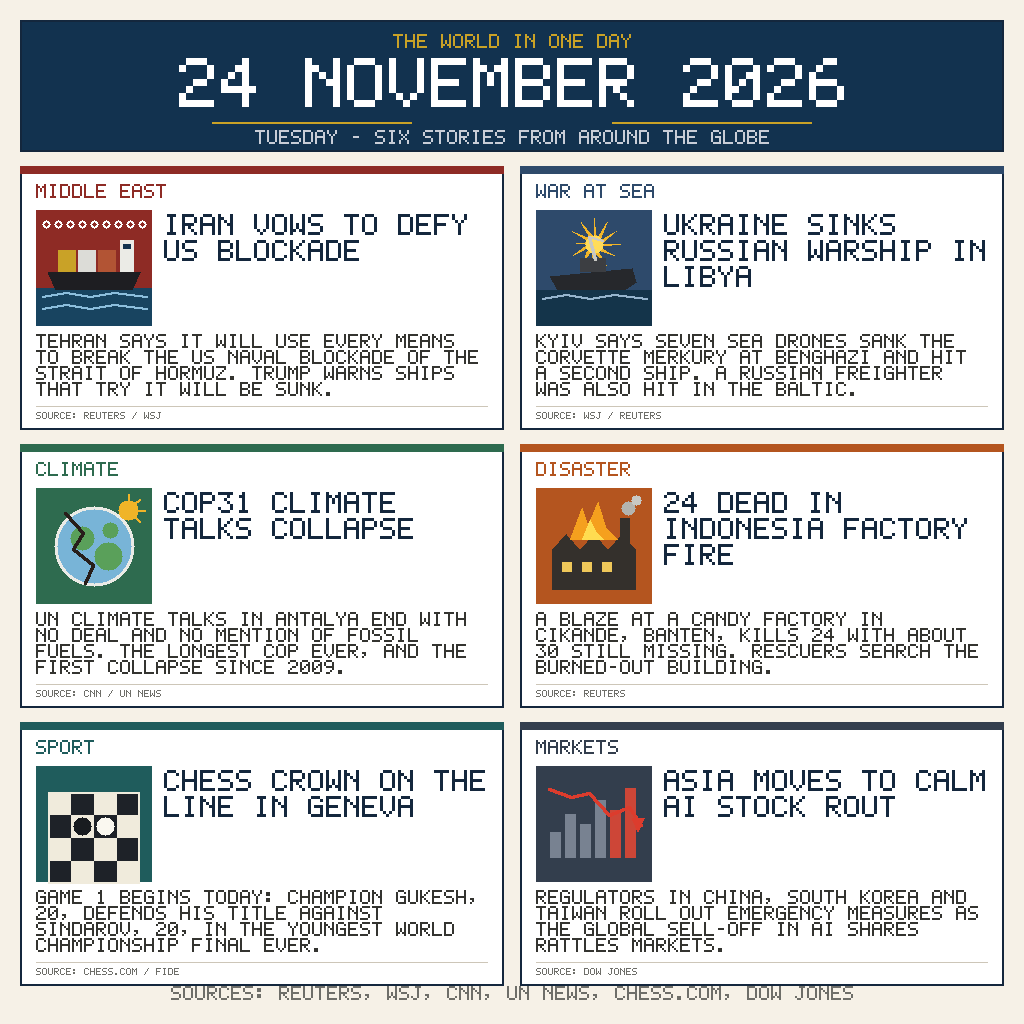 THE WORLD IN ONE DAY
24 NOVEMBER 2026
TUESDAY - SIX STORIES FROM AROUND THE GLOBE
MIDDLE EAST
IRAN VOWS TO DEFY
US BLOCKADE
TEHRAN SAYS IT WILL USE EVERY MEANS
TO BREAK THE US NAVAL BLOCKADE OF THE
STRAIT OF HORMUZ. TRUMP WARNS SHIPS
THAT TRY IT WILL BE SUNK.
SOURCE: REUTERS / WSJ
WAR AT SEA
UKRAINE SINKS
RUSSIAN WARSHIP IN
LIBYA
KYIV SAYS SEVEN SEA DRONES SANK THE
CORVETTE MERKURY AT BENGHAZI AND HIT
A SECOND SHIP. A RUSSIAN FREIGHTER
WAS ALSO HIT IN THE BALTIC.
SOURCE: WSJ / REUTERS
CLIMATE
COP31 CLIMATE
TALKS COLLAPSE
UN CLIMATE TALKS IN ANTALYA END WITH
NO DEAL AND NO MENTION OF FOSSIL
FUELS. THE LONGEST COP EVER, AND THE
FIRST COLLAPSE SINCE 2009.
SOURCE: CNN / UN NEWS
DISASTER
24 DEAD IN
INDONESIA FACTORY
FIRE
A BLAZE AT A CANDY FACTORY IN
CIKANDE, BANTEN, KILLS 24 WITH ABOUT
30 STILL MISSING. RESCUERS SEARCH THE
BURNED-OUT BUILDING.
SOURCE: REUTERS
SPORT
CHESS CROWN ON THE
LINE IN GENEVA
GAME 1 BEGINS TODAY: CHAMPION GUKESH,
20, DEFENDS HIS TITLE AGAINST
SINDAROV, 20, IN THE YOUNGEST WORLD
CHAMPIONSHIP FINAL EVER.
SOURCE: CHESS.COM / FIDE
MARKETS
ASIA MOVES TO CALM
AI STOCK ROUT
REGULATORS IN CHINA, SOUTH KOREA AND
TAIWAN ROLL OUT EMERGENCY MEASURES AS
THE GLOBAL SELL-OFF IN AI SHARES
RATTLES MARKETS.
SOURCE: DOW JONES
SOURCES: REUTERS, WSJ, CNN, UN NEWS, CHESS.COM, DOW JONES